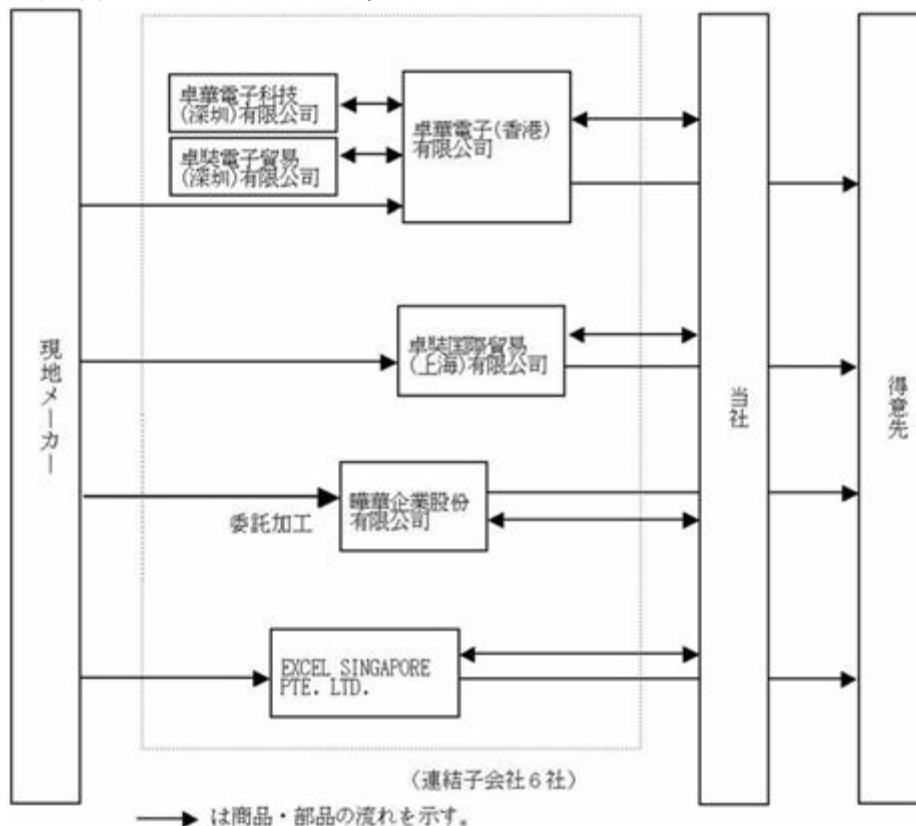 卓華電子科技
(深圳)有限公司
卓奘電子貿易
(深圳)有限公司
卓華電子(香港)
有限公司
現地メーカー
卓奘国際貿易
(上海)有限公司
当社
得意先
曄華企業股份
有限公司
委託加工
EXCEL SINGAPORE
PTE. LTD.
(連結子会社6社)
は商品・部品の流れを示す。